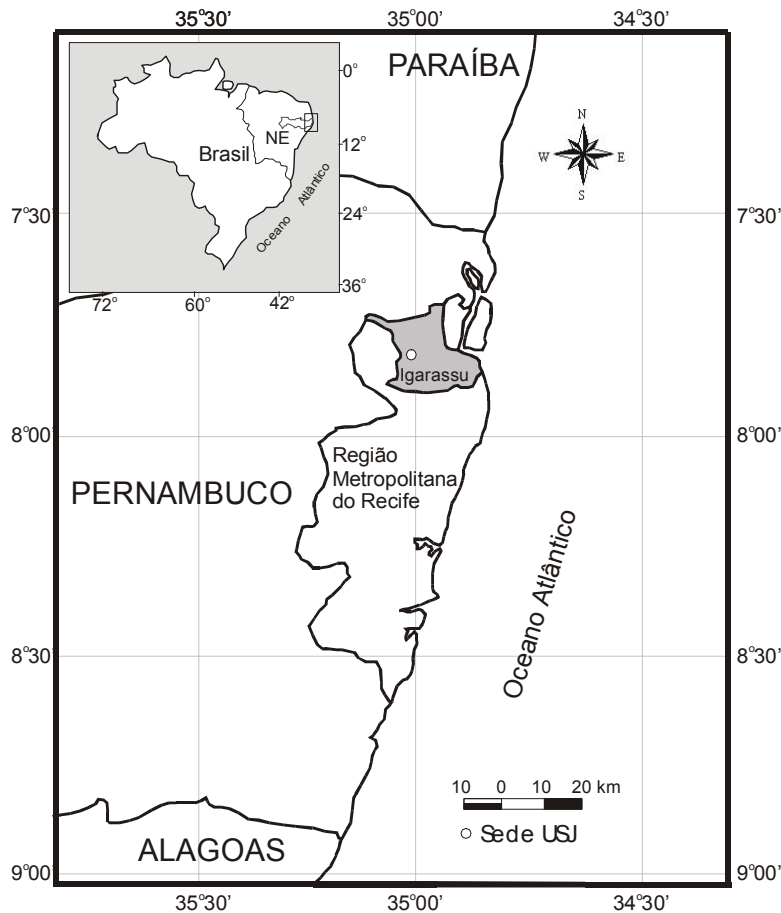 35°30' 35°00' 34°30'
PARAÍBA
0°
NE
12°
Brasil
Oceano Atlântico
24°
36°
72° 60° 42°
N
W E
S
7°30' 7°30'
Igarassu
8°00' 8°00'
Região
Metropolitana
do Recife
PERNAMBUCO
Oceano Atlântico
8°30' 8°30'
10 0 10 20 km
Sede USJ
ALAGOAS
9°00' 9°00'
35°30' 35°00' 34°30'